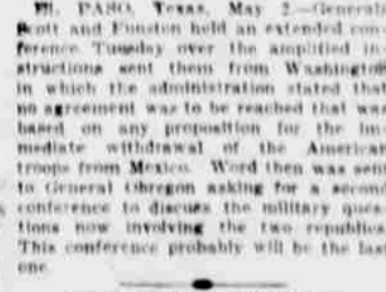 EL PASO, Texas, May 2.—Generals
Scott and Funston held an extended con-
ference Tuesday over the amplified in-
structions sent them from Washington
in which the administration stated that
no agreement was to be reached that was
based on any proposition for the im-
mediate withdrawal of the American
troops from Mexico. Word then was sent
to General Obregon asking for a second
conference to discuss the military ques-
tions now involving the two republics.
This conference probably will be the last
one.